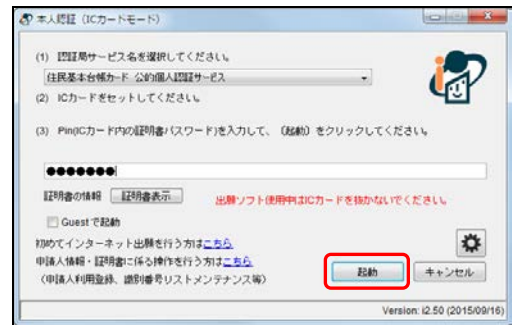 本人認証 (ICカードモード)
(1) 認証局サービス名を選択してください。
住民基本台帳カード 公的個人認証サービス
(2) ICカードをセットしてください。
(3) Pin(ICカード内の証明書パスワード)を入力して、〔起動〕をクリックしてください。
●●●●●●●
証明書の情報 証明書表示 出願ソフト使用中はICカードを抜かないでください。
Guestで起動
初めてインターネット出願を行う方はこちら
申請人情報・証明書に係る操作を行う方はこちら
(申請人利用登録、識別番号リストメンテナンス等)
起動 キャンセル
Version: i2.50 (2015/09/16)